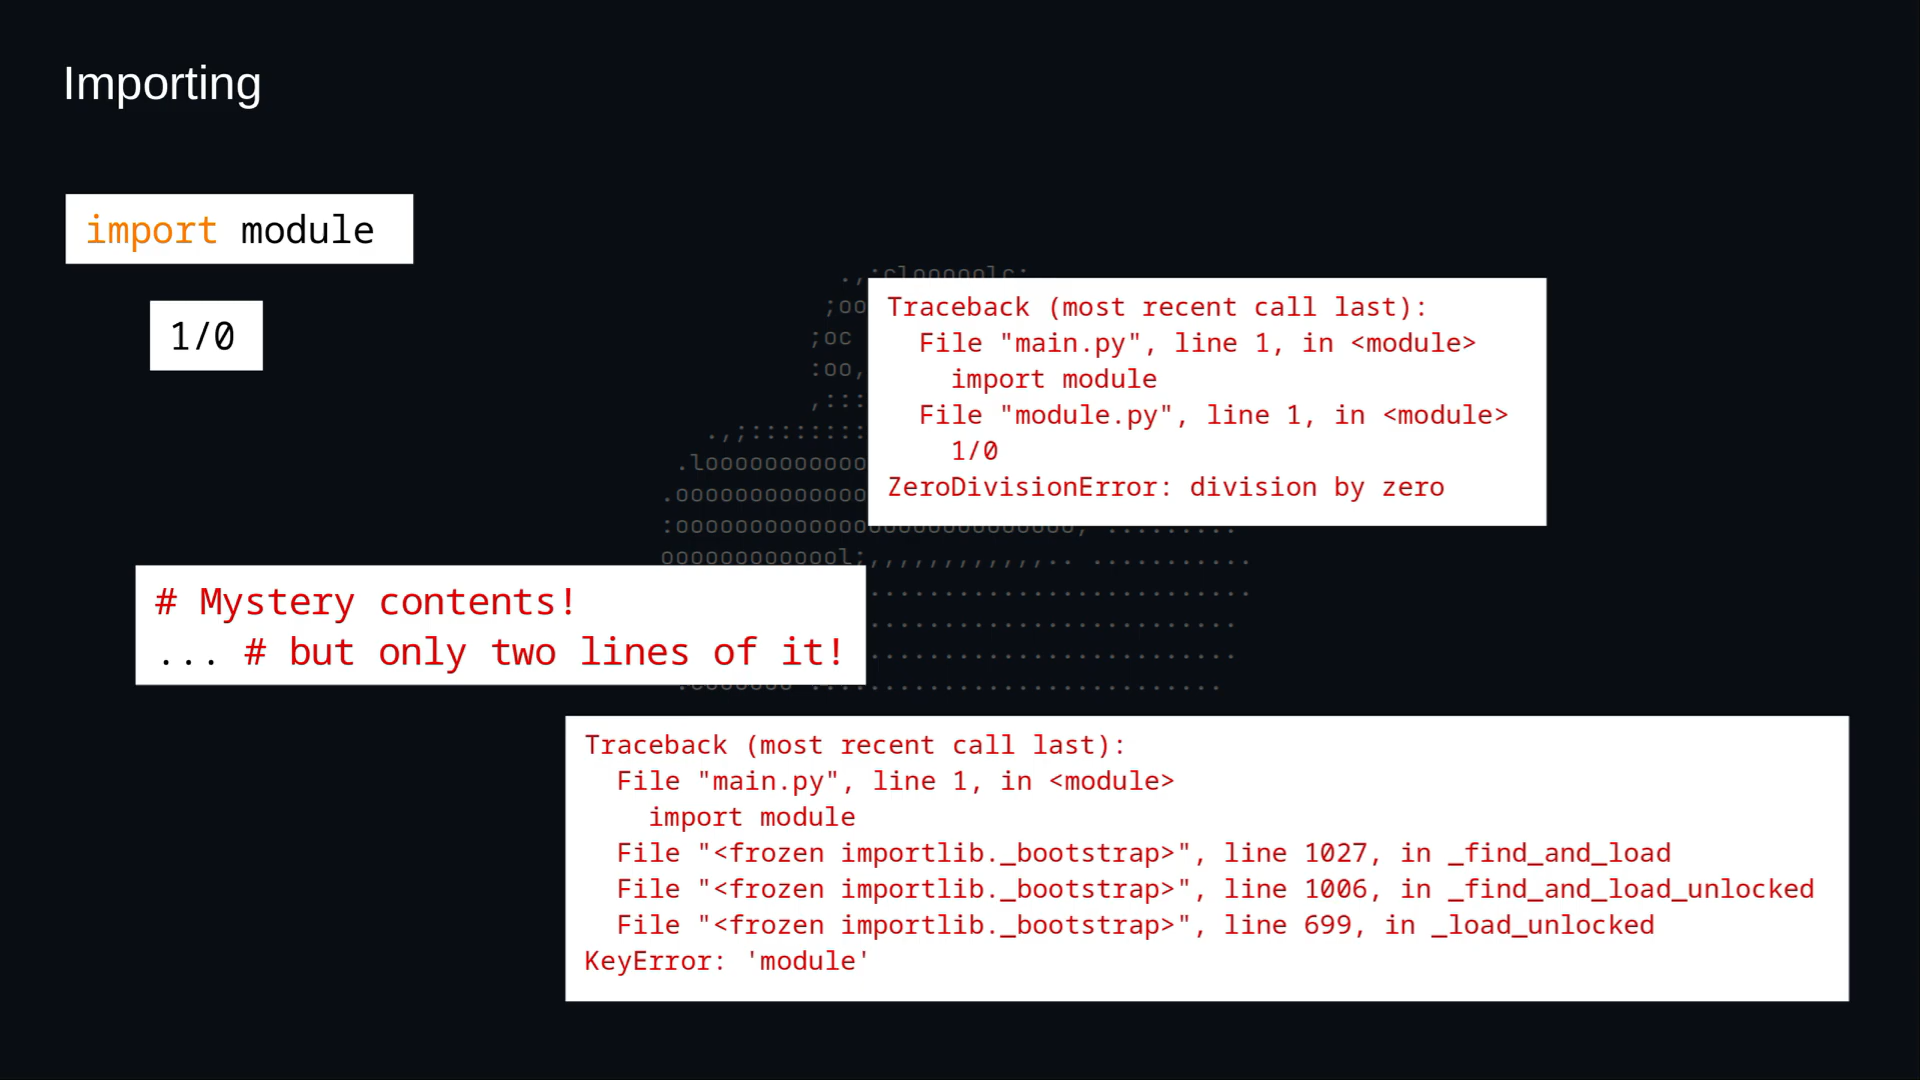 Importing
import module
1/0
Traceback (most recent call last):
  File "main.py", line 1, in <module>
    import module
  File "module.py", line 1, in <module>
    1/0
ZeroDivisionError: division by zero
# Mystery contents!
... # but only two lines of it!
Traceback (most recent call last):
  File "main.py", line 1, in <module>
    import module
  File "<frozen importlib._bootstrap>", line 1027, in _find_and_load
  File "<frozen importlib._bootstrap>", line 1006, in _find_and_load_unlocked
  File "<frozen importlib._bootstrap>", line 699, in _load_unlocked
KeyError: 'module'